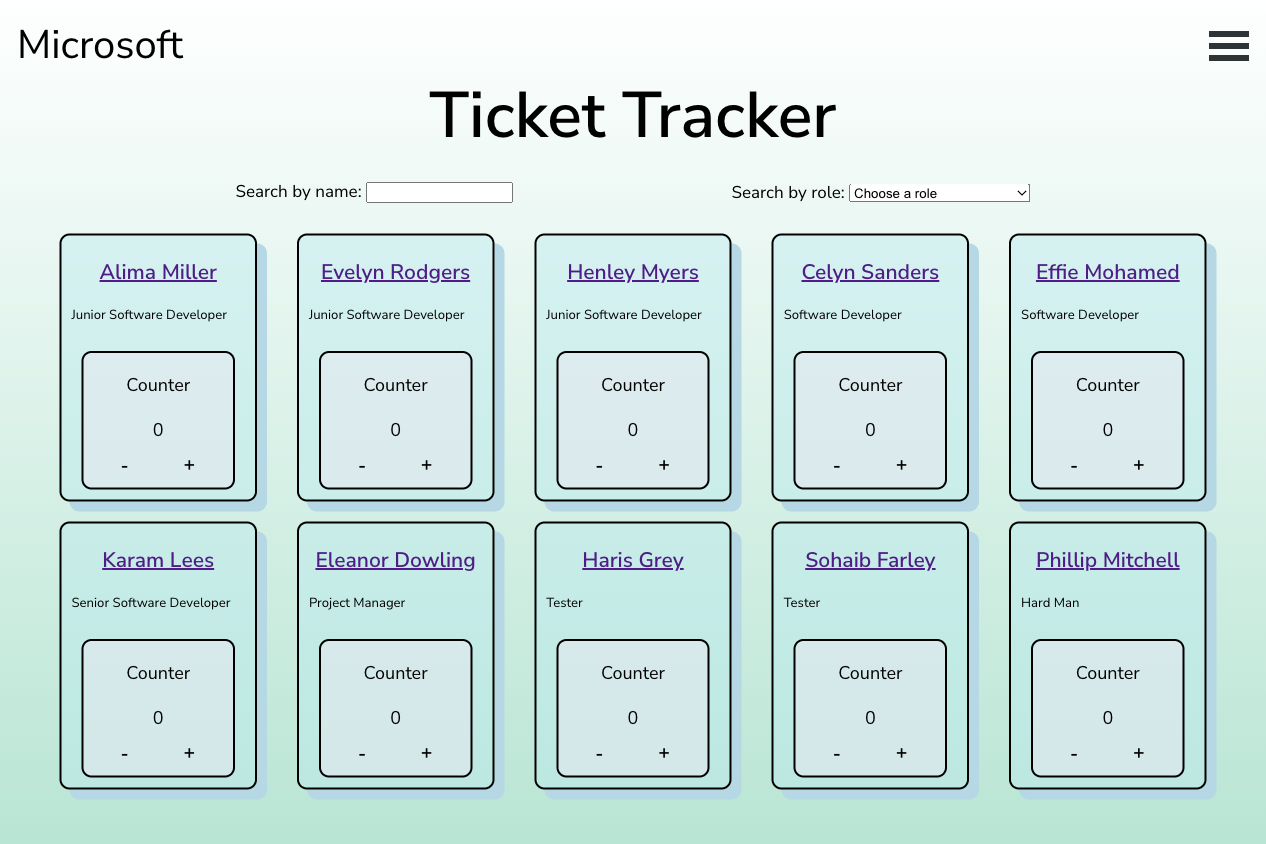 Microsoft
Ticket Tracker
Search by name:
Search by role: Choose a role
Alima Miller
Junior Software Developer
Counter
0
- +
Evelyn Rodgers
Junior Software Developer
Counter
0
- +
Henley Myers
Junior Software Developer
Counter
0
- +
Celyn Sanders
Software Developer
Counter
0
- +
Effie Mohamed
Software Developer
Counter
0
- +
Karam Lees
Senior Software Developer
Counter
0
- +
Eleanor Dowling
Project Manager
Counter
0
- +
Haris Grey
Tester
Counter
0
- +
Sohaib Farley
Tester
Counter
0
- +
Phillip Mitchell
Hard Man
Counter
0
- +